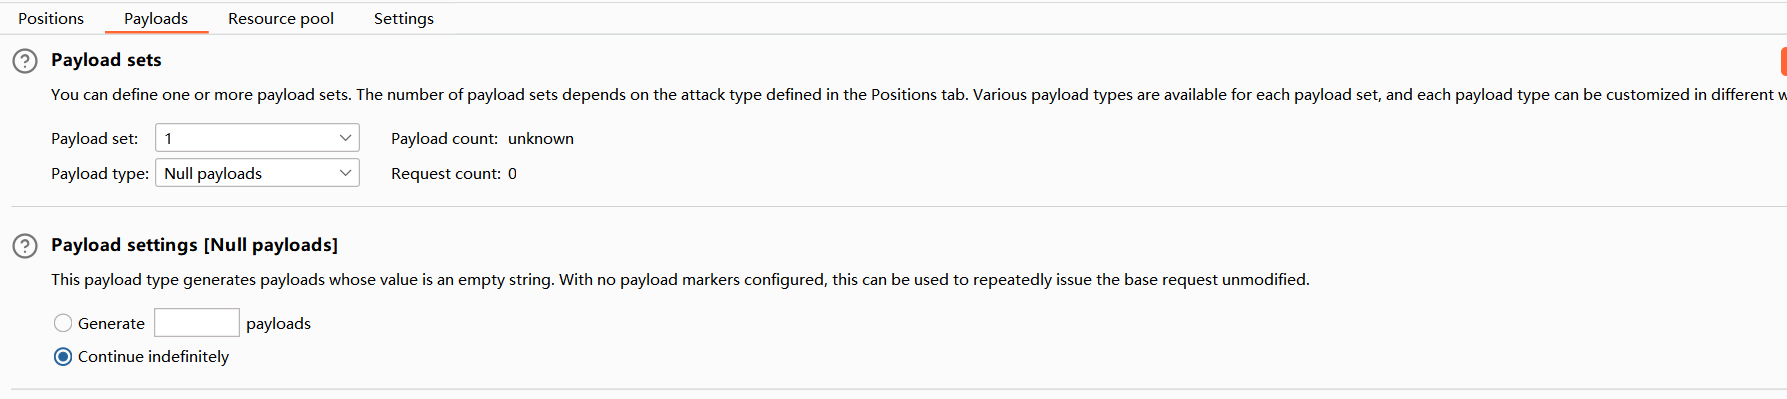 Positions Payloads Resource pool Settings
Payload sets
You can define one or more payload sets. The number of payload sets depends on the attack type defined in the Positions tab. Various payload types are available for each payload set, and each payload type can be customized in different
Payload set: 1 Payload count: unknown
Payload type: Null payloads Request count: 0
Payload settings [Null payloads]
This payload type generates payloads whose value is an empty string. With no payload markers configured, this can be used to repeatedly issue the base request unmodified.
Generate payloads
Continue indefinitely